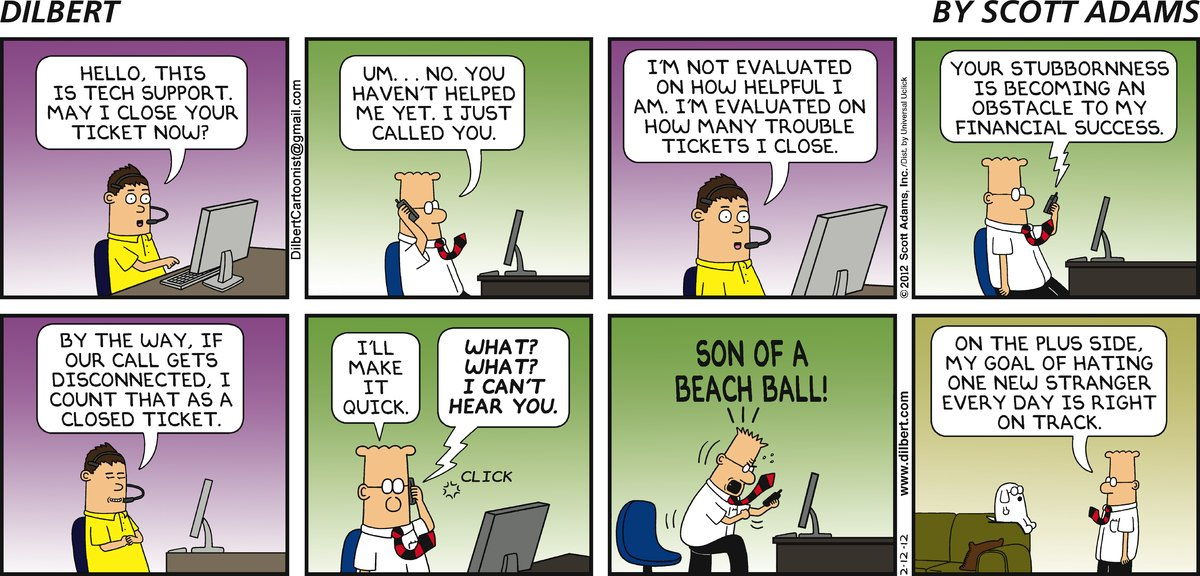 DILBERT
BY SCOTT ADAMS
HELLO, THIS
IS TECH SUPPORT.
MAY I CLOSE YOUR
TICKET NOW?
DilbertCartoonist@gmail.com
UM. . . NO. YOU
HAVEN'T HELPED
ME YET. I JUST
CALLED YOU.
I'M NOT EVALUATED
ON HOW HELPFUL I
AM. I'M EVALUATED ON
HOW MANY TROUBLE
TICKETS I CLOSE.
©2012 Scott Adams, Inc./Dist. by Universal Uclick
YOUR STUBBORNNESS
IS BECOMING AN
OBSTACLE TO MY
FINANCIAL SUCCESS.
BY THE WAY, IF
OUR CALL GETS
DISCONNECTED, I
COUNT THAT AS A
CLOSED TICKET.
I'LL
MAKE
IT
QUICK.
WHAT?
WHAT?
I CAN'T
HEAR YOU.
CLICK
SON OF A
BEACH BALL!
2-12-12
www.dilbert.com
ON THE PLUS SIDE,
MY GOAL OF HATING
ONE NEW STRANGER
EVERY DAY IS RIGHT
ON TRACK.